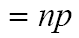 = np